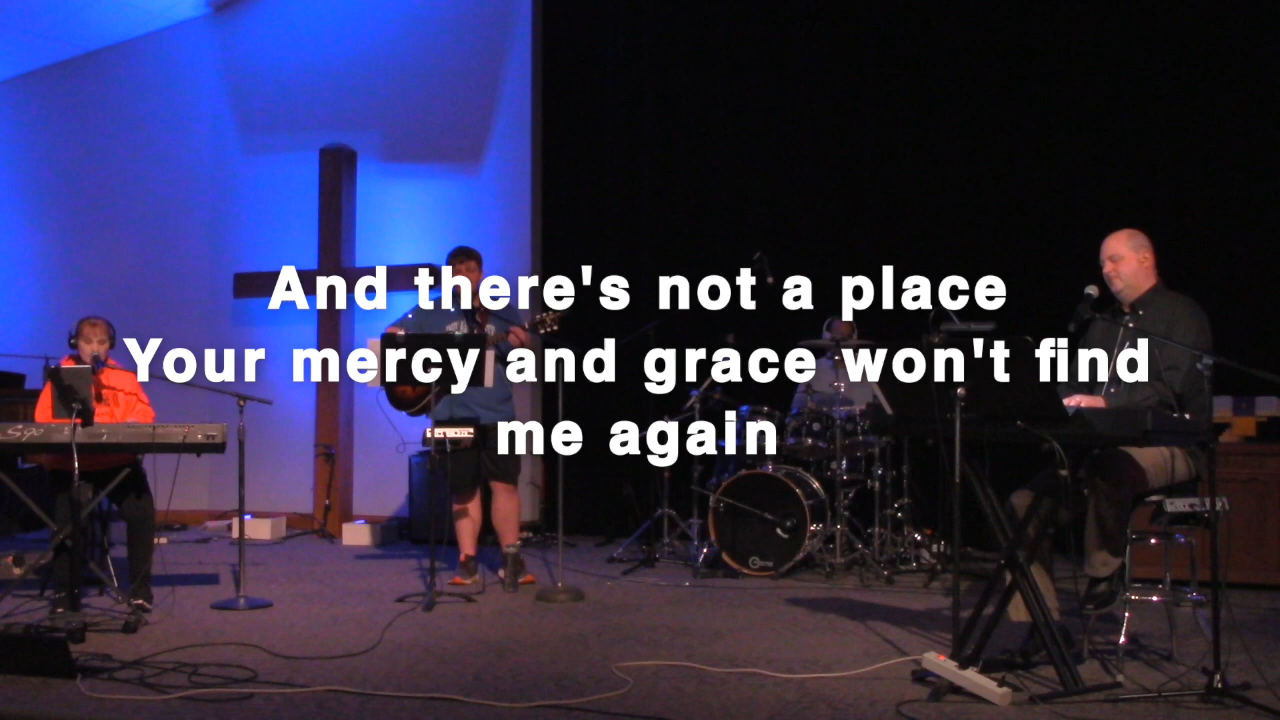 And there's not a place
Your mercy and grace won't find
me again